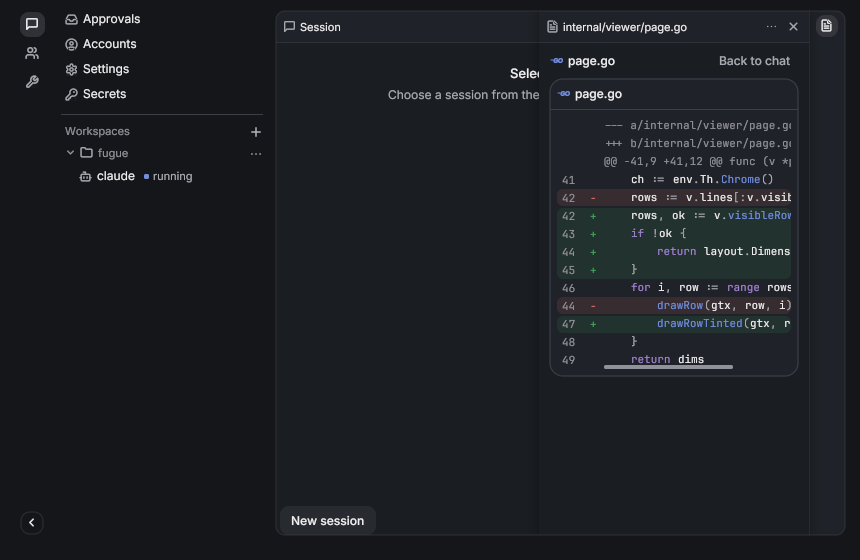 Approvals
Accounts
Settings
Secrets
Workspaces
fugue
claude running
Session
Choose a session from the
New session
internal/viewer/page.go
page.go
Back to chat
page.go
--- a/internal/viewer/page.go
+++ b/internal/viewer/page.go
@@ -41,9 +41,12 @@ func (v
41 ch := env.Th.Chrome()
42 - rows := v.lines[:v.visib
42 + rows, ok := v.visibleRow
43 + if !ok {
44 + return layout.Dimens
45 + }
46 for i, row := range rows
44 - drawRow(gtx, row, i)
47 + drawRowTinted(gtx, r
48 }
49 return dims